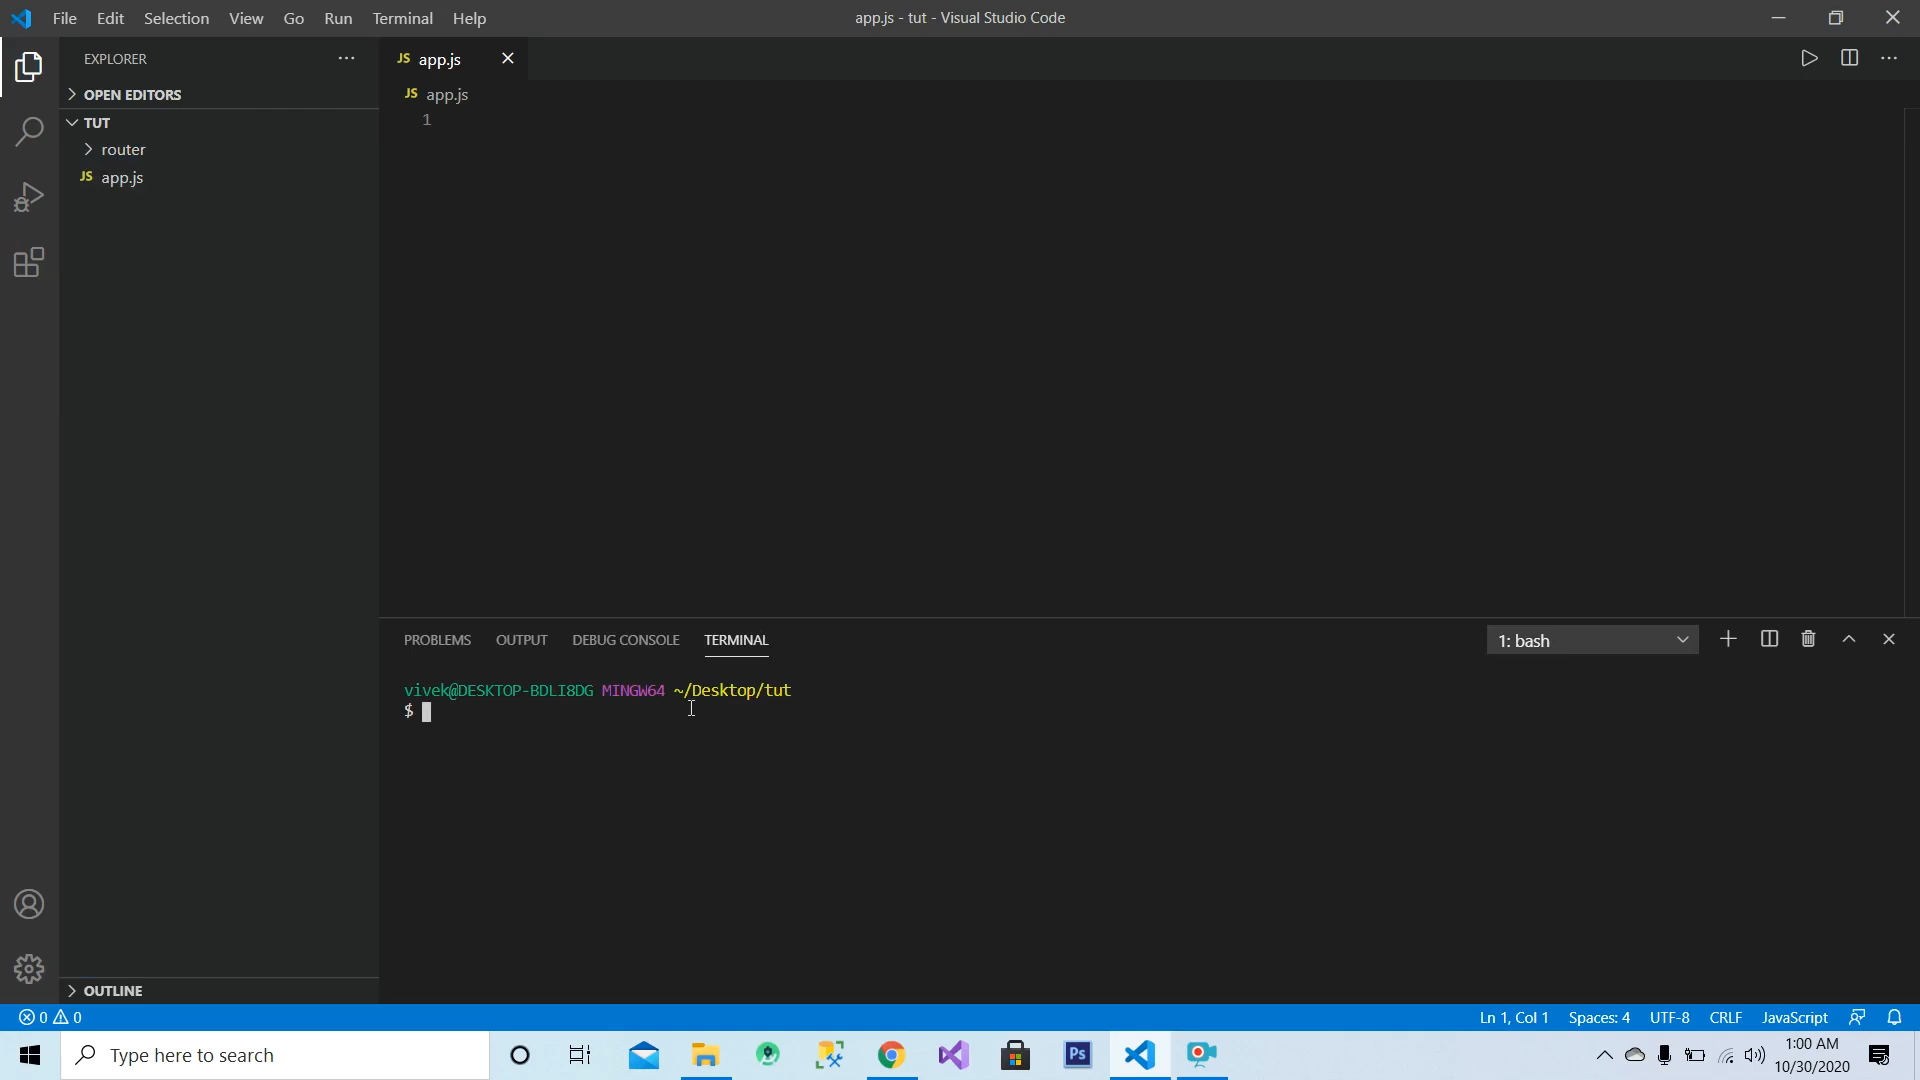 File Edit Selection View Go Run Terminal Help
app.js - tut - Visual Studio Code
EXPLORER
OPEN EDITORS
TUT
router
JS app.js
JS app.js
JS app.js
1
PROBLEMS OUTPUT DEBUG CONSOLE TERMINAL
1: bash
vivek@DESKTOP-BDLI8DG MINGW64 ~/Desktop/tut
$
OUTLINE
0 0
Ln 1, Col 1 Spaces: 4 UTF-8 CRLF JavaScript
Type here to search
Ps
1:00 AM
10/30/2020